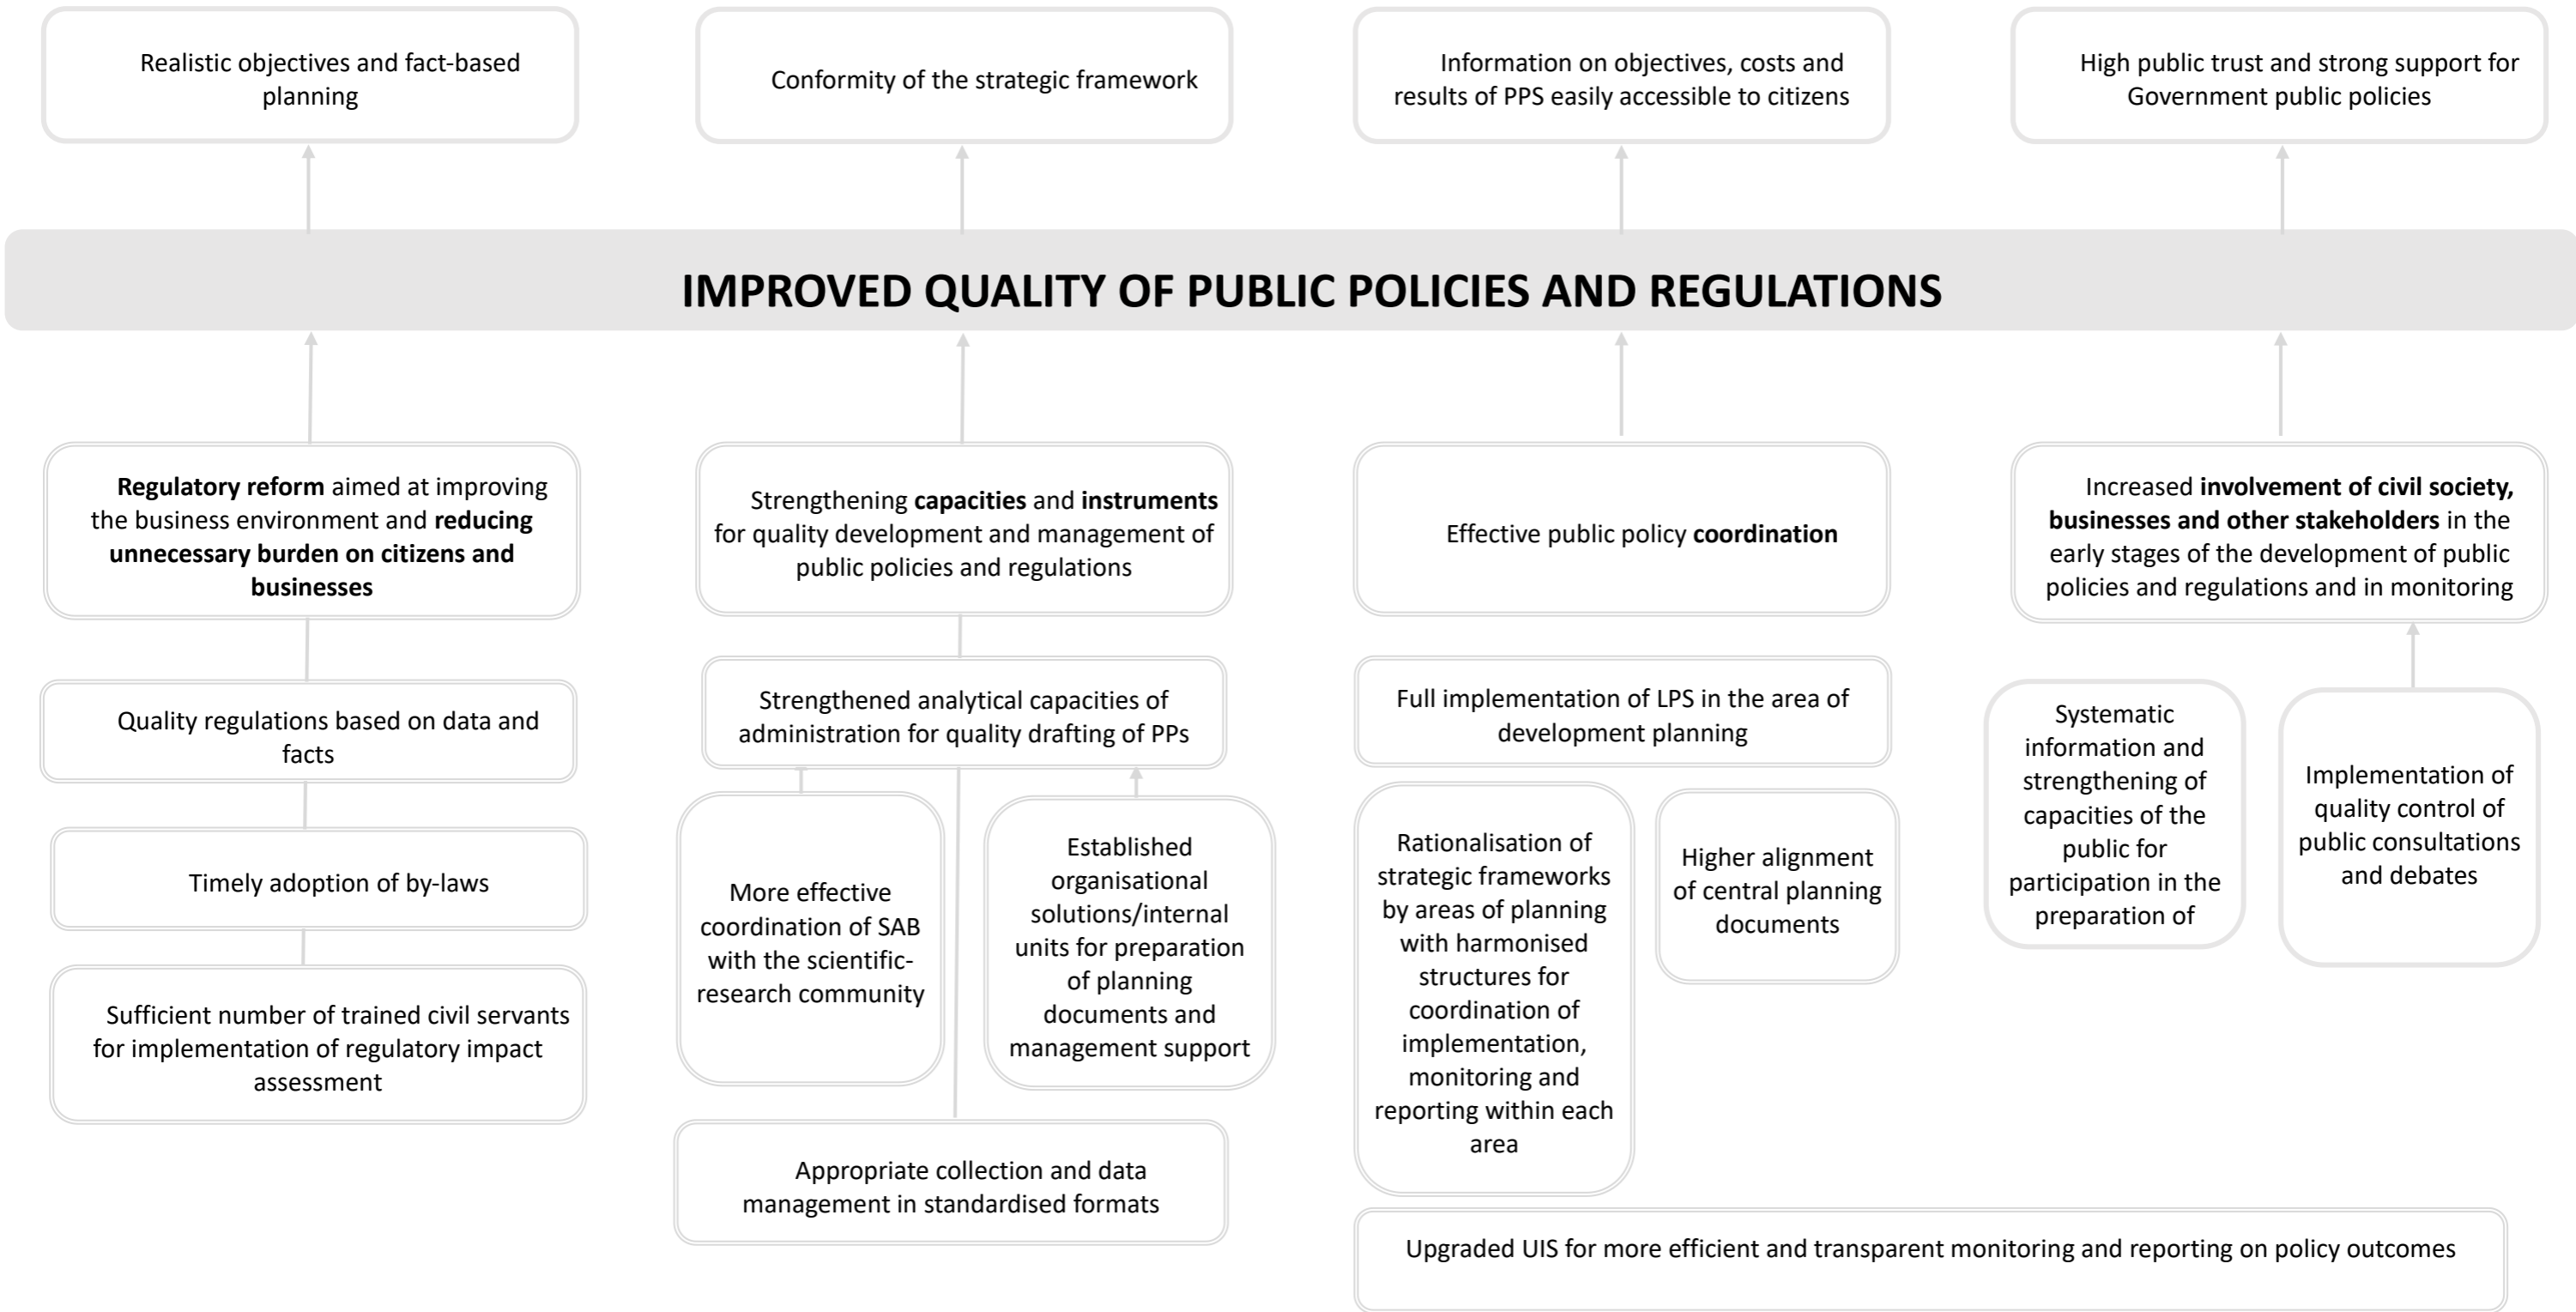 Realistic objectives and fact-based
planning
Conformity of the strategic framework
Information on objectives, costs and
results of PPS easily accessible to citizens
High public trust and strong support for
Government public policies
IMPROVED QUALITY OF PUBLIC POLICIES AND REGULATIONS
Regulatory reform aimed at improving
the business environment and reducing
unnecessary burden on citizens and
businesses
Strengthening capacities and instruments
for quality development and management of
public policies and regulations
Effective public policy coordination
Increased involvement of civil society,
businesses and other stakeholders in the
early stages of the development of public
policies and regulations and in monitoring
Quality regulations based on data and
facts
Timely adoption of by-laws
Sufficient number of trained civil servants
for implementation of regulatory impact
assessment
Strengthened analytical capacities of
administration for quality drafting of PPs
More effective
coordination of SAB
with the scientific-
research community
Established
organisational
solutions/internal
units for preparation
of planning
documents and
management support
Appropriate collection and data
management in standardised formats
Full implementation of LPS in the area of
development planning
Rationalisation of
strategic frameworks
by areas of planning
with harmonised
structures for
coordination of
implementation,
monitoring and
reporting within each
area
Higher alignment
of central planning
documents
Systematic
information and
strengthening of
capacities of the
public for
participation in the
preparation of
Implementation of
quality control of
public consultations
and debates
Upgraded UIS for more efficient and transparent monitoring and reporting on policy outcomes